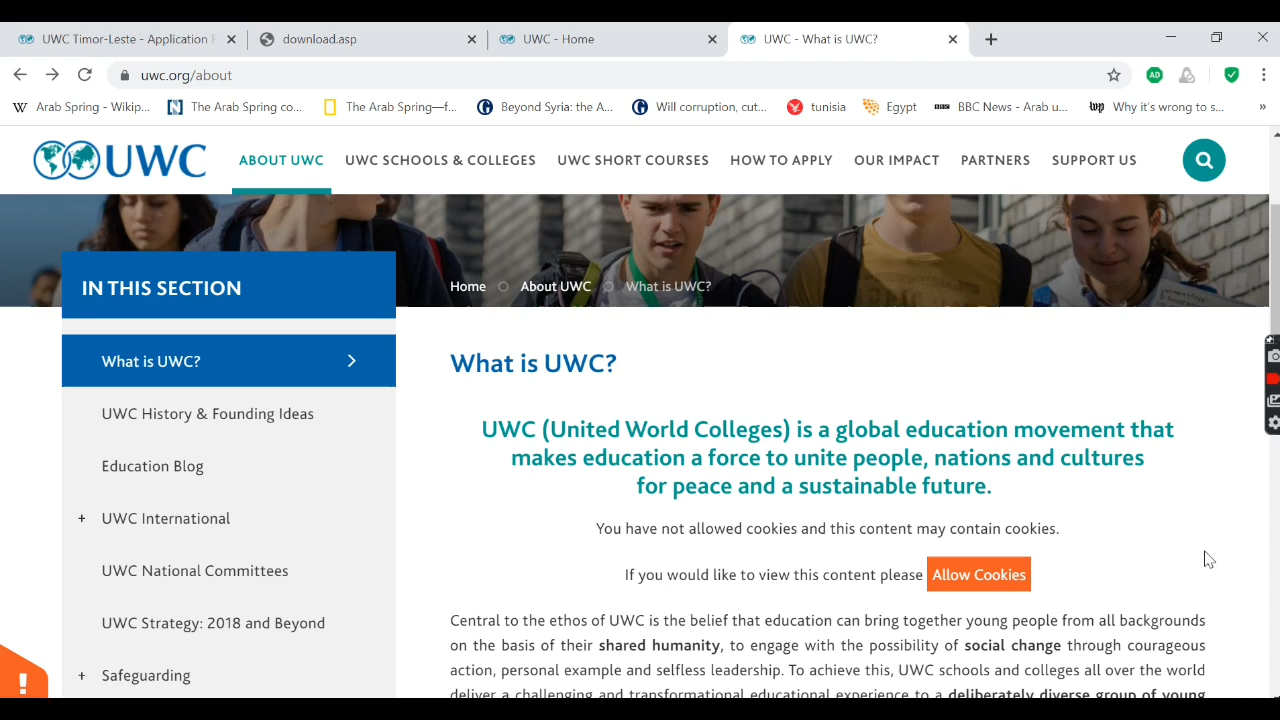 UWC Timor-Leste - Application F
download.asp
UWC - Home
UWC - What is UWC?
uwc.org/about
AD
W Arab Spring - Wikip...
The Arab Spring co...
The Arab Spring—f...
Beyond Syria: the A...
Will corruption, cut...
tunisia
Egypt
BBC News - Arab u...
wp Why it's wrong to s...
»
UWC
ABOUT UWC
UWC SCHOOLS & COLLEGES
UWC SHORT COURSES
HOW TO APPLY
OUR IMPACT
PARTNERS
SUPPORT US
IN THIS SECTION
Home
About UWC
What is UWC?
What is UWC?
UWC History & Founding Ideas
Education Blog
+ UWC International
UWC National Committees
UWC Strategy: 2018 and Beyond
+ Safeguarding
What is UWC?
UWC (United World Colleges) is a global education movement that
makes education a force to unite people, nations and cultures
for peace and a sustainable future.
You have not allowed cookies and this content may contain cookies.
If you would like to view this content please Allow Cookies
Central to the ethos of UWC is the belief that education can bring together young people from all backgrounds
on the basis of their shared humanity, to engage with the possibility of social change through courageous
action, personal example and selfless leadership. To achieve this, UWC schools and colleges all over the world
deliver a challenging and transformational educational experience to a deliberately diverse group of young
!